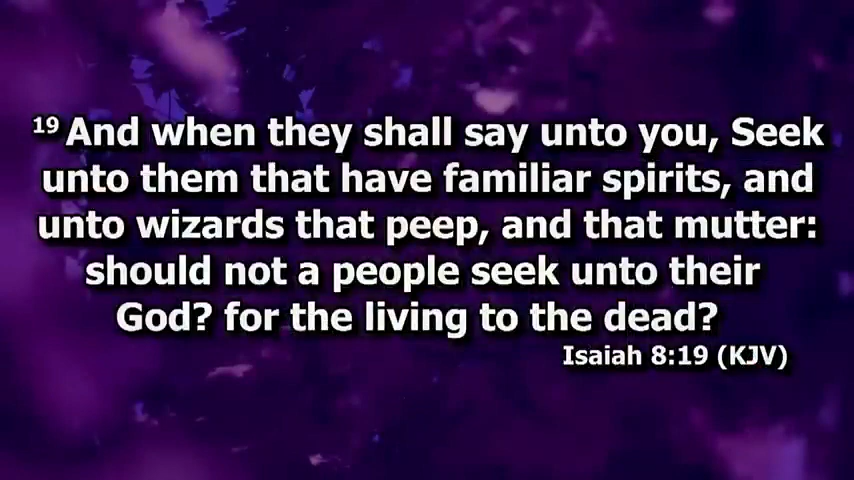 19 And when they shall say unto you, Seek
unto them that have familiar spirits, and
unto wizards that peep, and that mutter:
should not a people seek unto their
God? for the living to the dead?
Isaiah 8:19 (KJV)